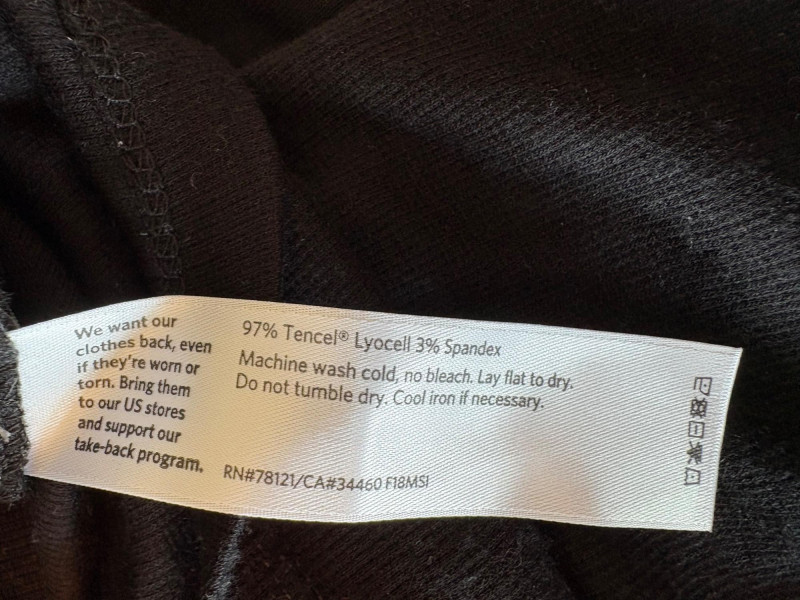 We want our
clothes back, even
if they're worn or
torn. Bring them
to our US stores
and support our
take-back program.
97% Tencel® Lyocell 3% Spandex
Machine wash cold, no bleach. Lay flat to dry.
Do not tumble dry. Cool iron if necessary.
RN#78121/CA#34460 F18MSI